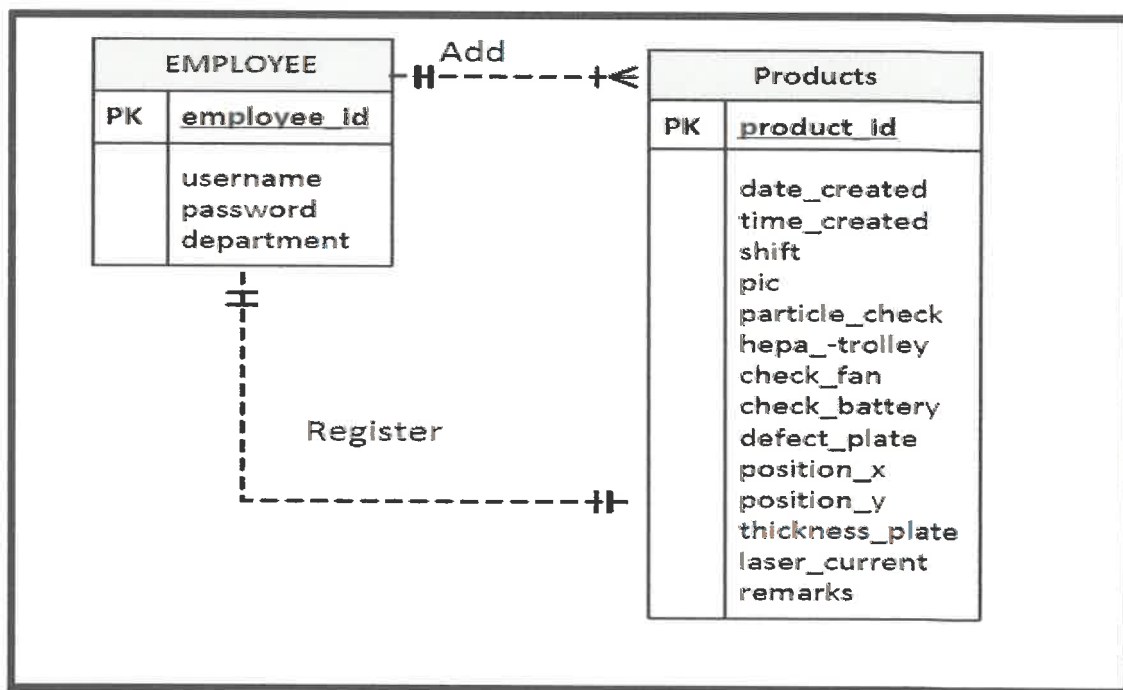 Add
EMPLOYEE
PK employee_id
username
password
department
Products
PK product_id
date_created
time_created
shift
pic
particle_check
hepa_-trolley
check_fan
check_battery
defect_plate
position_x
position_y
thickness_plate
laser_current
remarks
Register